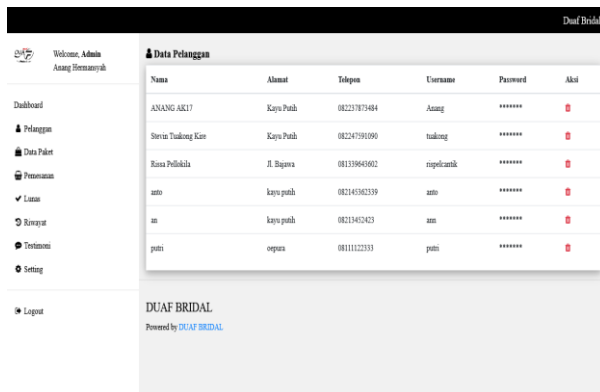 Duaf Bridal
Welcome, Admin
Anang Hermansyah
Dashboard
Pelanggan
Data Paket
Pemesanan
Lunas
Riwayat
Testimoni
Setting
Logout
Data Pelanggan
Nama Alamat Telepon Username Password Aksi
ANANG AK17 Kayu Putih 082237873484 Anang *******
Stevin Tuakong Kire Kayu Putih 082247591090 tuakong *******
Rissa Pellokila Jl. Bajawa 081339643602 rispelcantik *******
anto kayu putih 082145362339 anto *******
an kayu putih 08213452423 ann *******
putri oepura 08111122333 putri *******
DUAF BRIDAL
Powered by DUAF BRIDAL